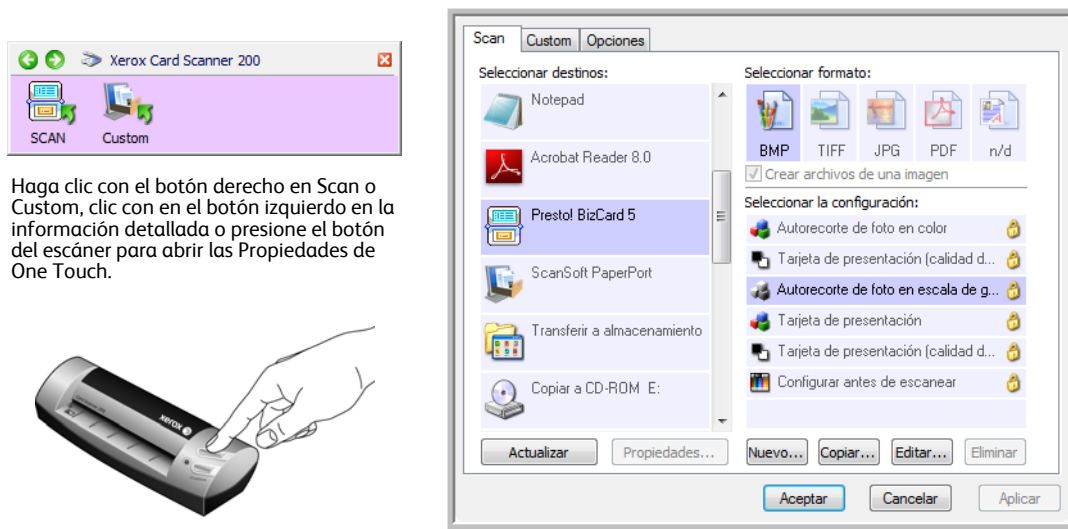 Xerox Card Scanner 200
SCAN Custom
Haga clic con el botón derecho en Scan o
Custom, clic con en el botón izquierdo en la
información detallada o presione el botón
del escáner para abrir las Propiedades de
One Touch.
xerox
Scan Custom Opciones
Seleccionar destinos:
Notepad
Acrobat Reader 8.0
Presto! BizCard 5
ScanSoft PaperPort
Transferir a almacenamiento
Copiar a CD-ROM E:
Actualizar Propiedades...
Seleccionar formato:
BMP TIFF JPG PDF n/d
Crear archivos de una imagen
Seleccionar la configuración:
Autorecorte de foto en color
Tarjeta de presentación (calidad d...
Autorecorte de foto en escala de g...
Tarjeta de presentación
Tarjeta de presentación (calidad d...
Configurar antes de escanear
Nuevo... Copiar... Editar... Eliminar
Aceptar Cancelar Aplicar